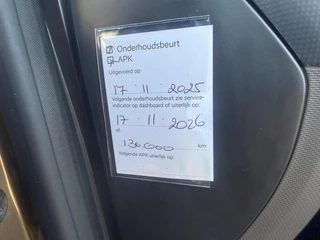 Onderhoudsbeurt
APK
Uitgevoerd op:
17 · 11 · 2025
Volgende onderhoudsbeurt zie service-
indicator op dashboard of uiterlijk op:
17 · 11 · 2026
of:
130.000 km
Volgende APK uiterlijk op: